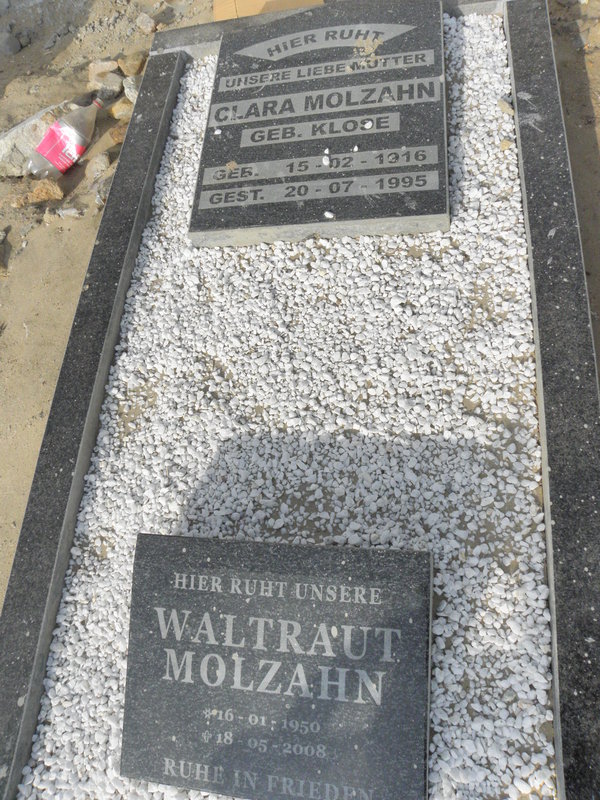 HIER RUHT
UNSERE LIEBE MUTTER
CLARA MOLZAHN
GEB. KLOSE
GEB. 15-02-1916
GEST. 20-07-1995
HIER RUHT UNSERE
WALTRAUT
MOLZAHN
* 16-01-1950
✝ 18-05-2008
RUHE IN FRIEDEN